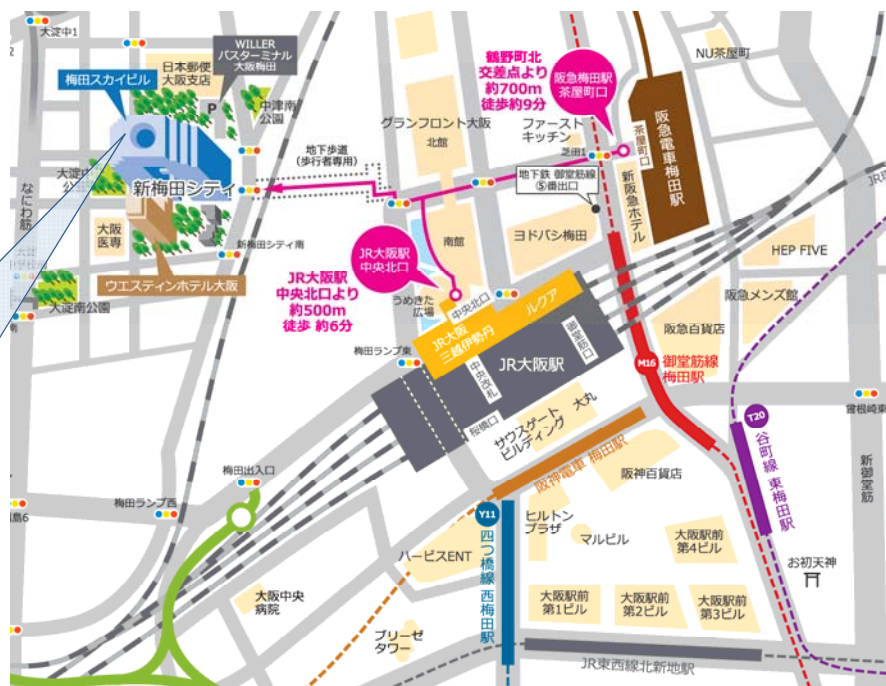 大淀中1
日本郵便
大阪支店
WILLER
バスターミナル
大阪梅田
梅田スカイビル
P
中津南
公園
鶴野町北
交差点より
約700m
徒歩約9分
阪急梅田駅
茶屋町口
NU茶屋町
グランフロント大阪
北館
ファースト
キッチン
地下歩道
(歩行者専用)
芝田1
茶屋町口
阪急電車梅田駅
新梅田シティ
地下鉄 御堂筋線
⑤番出口
新阪急ホテル
なにわ筋
大阪
医専
新梅田シティ南
南館
ヨドバシ梅田
HEP FIVE
ウエスティンホテル大阪
JR大阪駅
中央北口
JR大阪駅
中央北口より
約500m
徒歩 約6分
うめきた
広場
中央北口
ルクア
阪急メンズ館
大淀南公園
JR大阪
三越伊勢丹
阪急百貨店
梅田ランプ東
JR大阪駅
御堂筋口
中央改札
M16
御堂筋線
梅田駅
大丸
サウスゲート
ビルディング
桜橋口
T20
谷町線 東梅田駅
曽根崎東
新御堂筋
梅田出入口
梅田ランプ西
阪神電車 梅田駅
阪神百貨店
Y11
四つ橋線 西梅田駅
ヒルトン
プラザ
マルビル
大阪駅前
第4ビル
お初天神
ハービスENT
大阪中央
病院
大阪駅前
第1ビル
大阪駅前
第2ビル
大阪駅前
第3ビル
ブリーゼ
タワー
JR東西線北新地駅